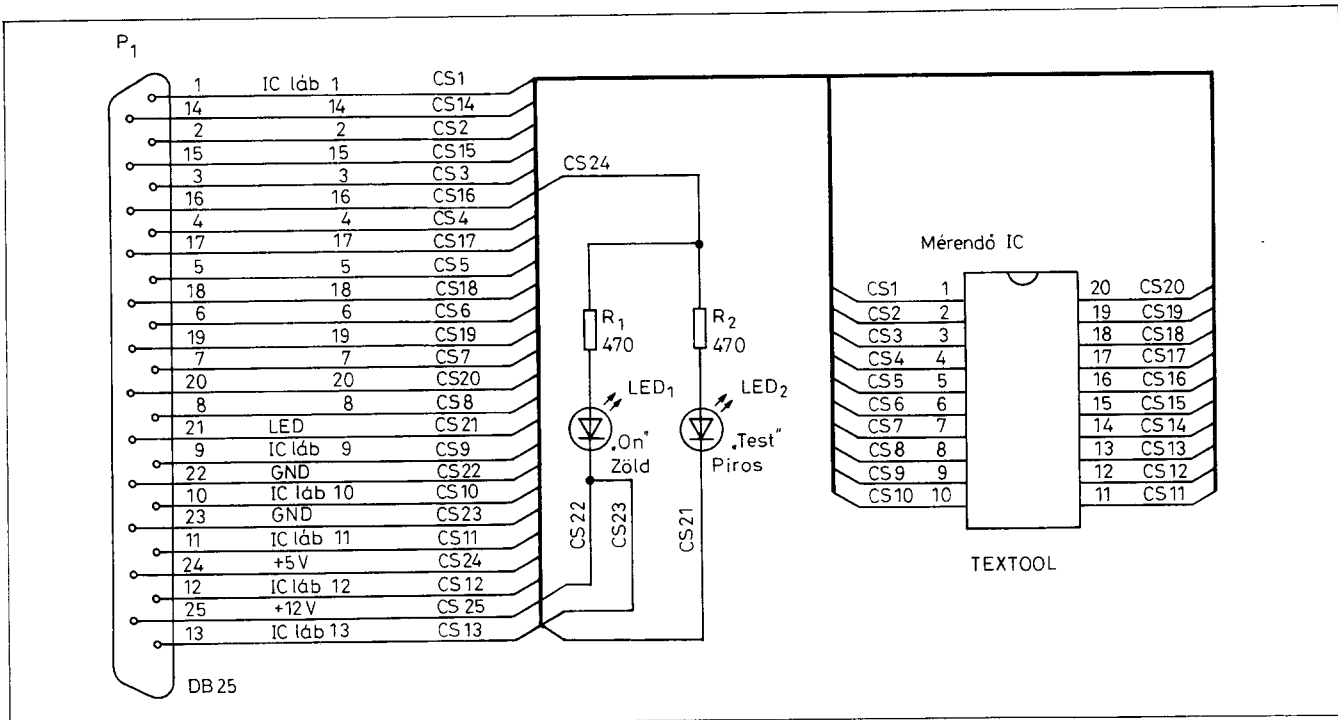 P1
1 IC láb 1 CS1
14 14 CS14
2 2 CS2
15 15 CS15
3 3 CS3
16 16 CS16
4 4 CS4
17 17 CS17
5 5 CS5
18 18 CS18
6 6 CS6
19 19 CS19
7 7 CS7
20 20 CS20
8 8 CS8
21 LED CS21
9 IC láb 9 CS9
22 GND CS22
10 IC láb 10 CS10
23 GND CS23
11 IC láb 11 CS11
24 +5V CS24
12 IC láb 12 CS12
25 +12V CS25
13 IC láb 13 CS13
DB25
CS24
R1
470
R2
470
LED1
„On"
Zöld
LED2
„Test"
Piros
CS22
CS23
CS21
Mérendő IC
CS1 1 20 CS20
CS2 2 19 CS19
CS3 3 18 CS18
CS4 4 17 CS17
CS5 5 16 CS16
CS6 6 15 CS15
CS7 7 14 CS14
CS8 8 13 CS13
CS9 9 12 CS12
CS10 10 11 CS11
TEXTOOL